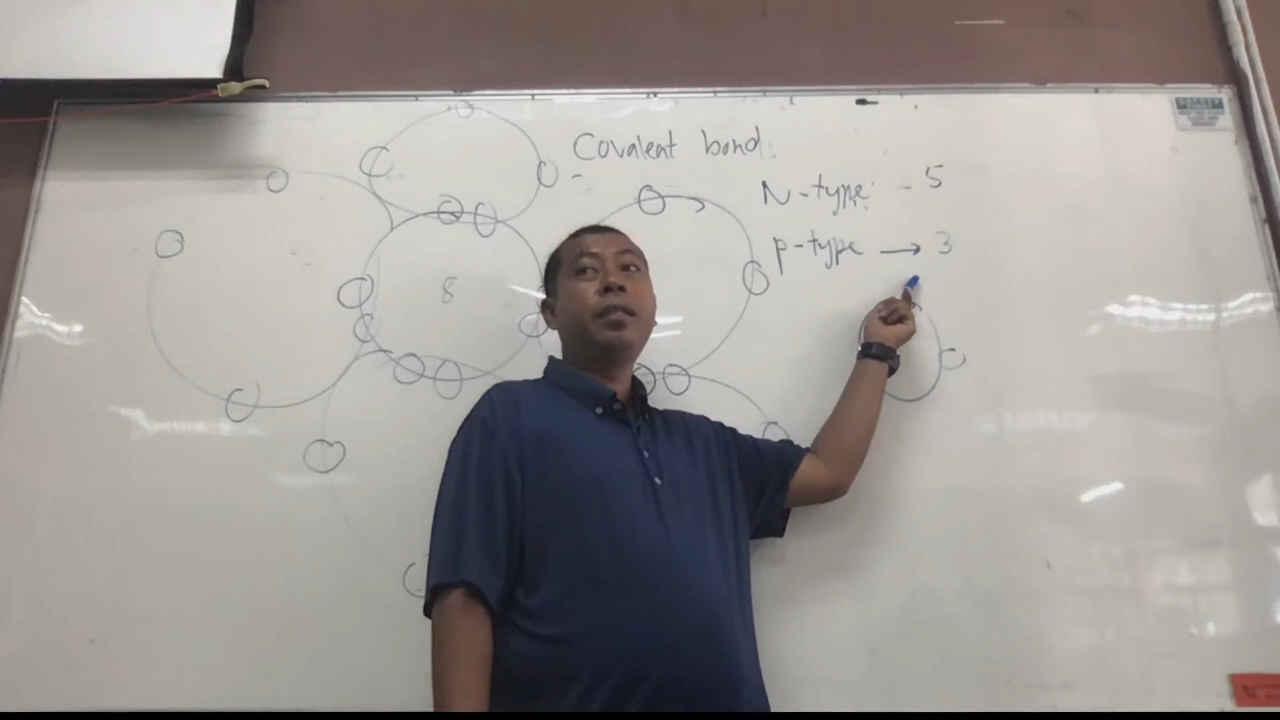 Covalent bond:
N-type: - 5
P-type → 3
8